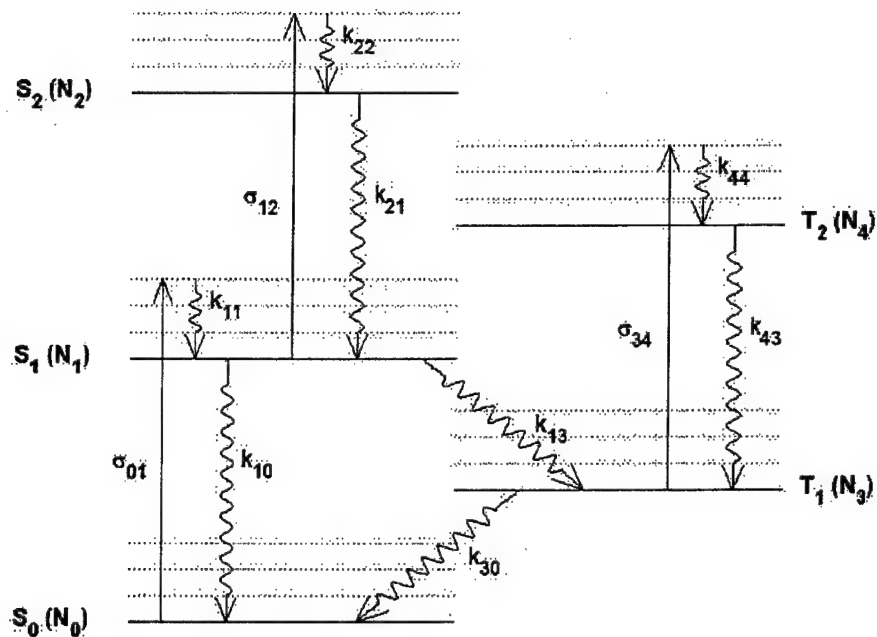 k₂₂
S₂ (N₂)
k₄₄
σ₁₂
k₂₁
T₂ (N₄)
k₁₁
σ₃₄
k₄₃
S₁ (N₁)
k₁₃
σ₀₁
k₁₀
T₁ (N₃)
k₃₀
S₀ (N₀)